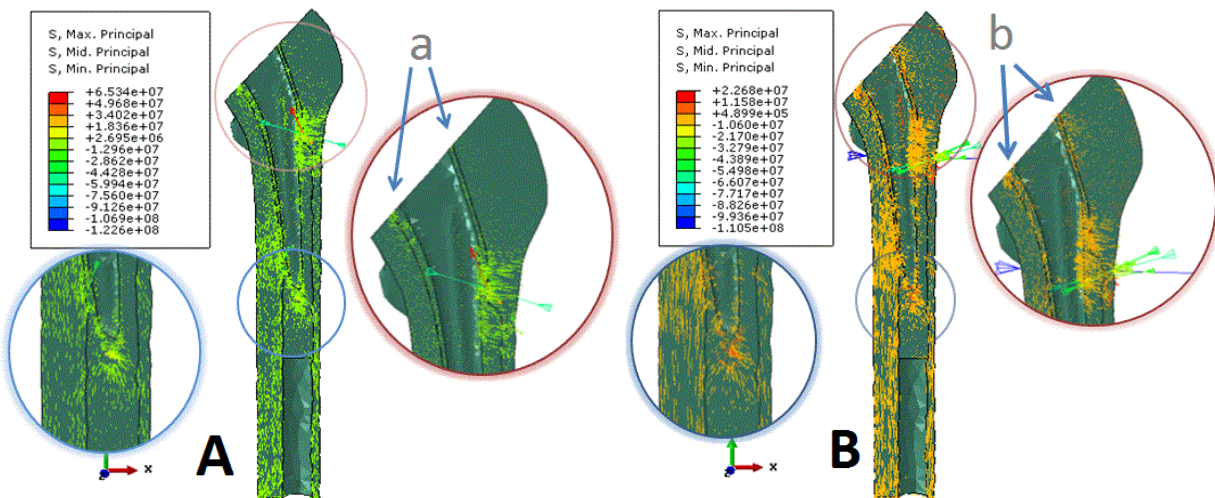 S, Max. Principal
S, Mid. Principal
S, Min. Principal
+6.534e+07
+4.968e+07
+3.402e+07
+1.836e+07
+2.695e+06
-1.296e+07
-2.862e+07
-4.428e+07
-5.994e+07
-7.560e+07
-9.126e+07
-1.069e+08
-1.226e+08
a
A
x
S, Max. Principal
S, Mid. Principal
S, Min. Principal
+2.268e+07
+1.158e+07
+4.899e+05
-1.060e+07
-2.170e+07
-3.279e+07
-4.389e+07
-5.498e+07
-6.607e+07
-7.717e+07
-8.826e+07
-9.936e+07
-1.105e+08
b
B
x